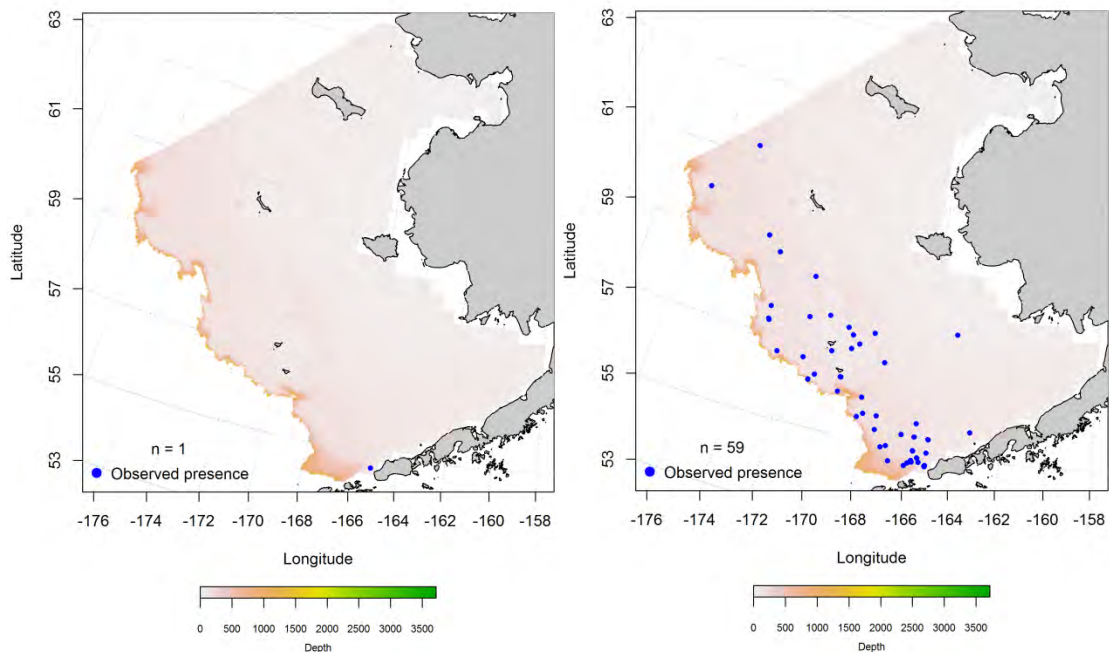 63
61
59
57
55
53
Latitude
n = 1
Observed presence
-176 -174 -172 -170 -168 -166 -164 -162 -160 -158
Longitude
0 500 1000 1500 2000 2500 3000 3500
Depth
63
61
59
57
55
53
Latitude
n = 59
Observed presence
-176 -174 -172 -170 -168 -166 -164 -162 -160 -158
Longitude
0 500 1000 1500 2000 2500 3000 3500
Depth